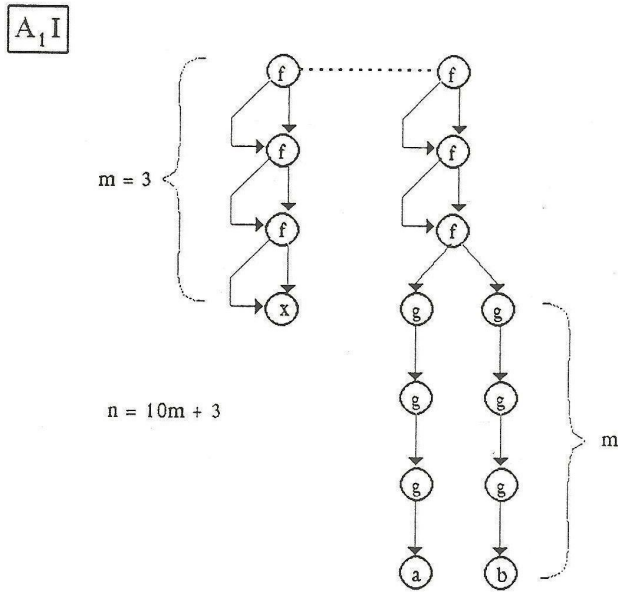 A₁I
f f
f f
m = 3
f f
x g g
n = 10m + 3
g g
m
g g
a b